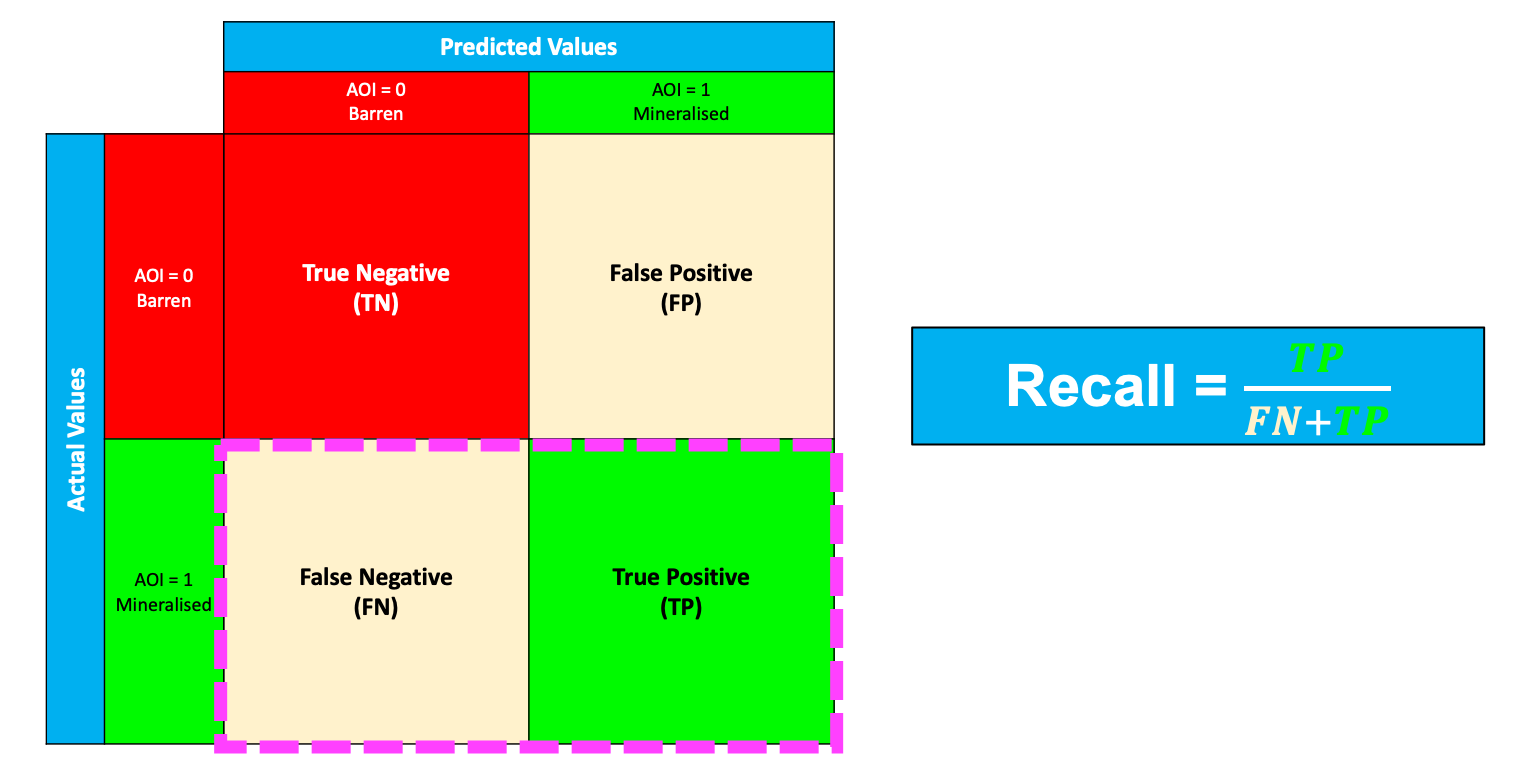 Predicted Values
AOI = 0
Barren
AOI = 1
Mineralised
Actual Values
AOI = 0
Barren
True Negative
(TN)
False Positive
(FP)
Recall = TP
FN+TP
AOI = 1
Mineralised
False Negative
(FN)
True Positive
(TP)